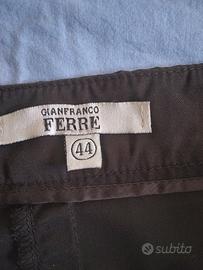 GIANFRANCO
FERRE
44
subito